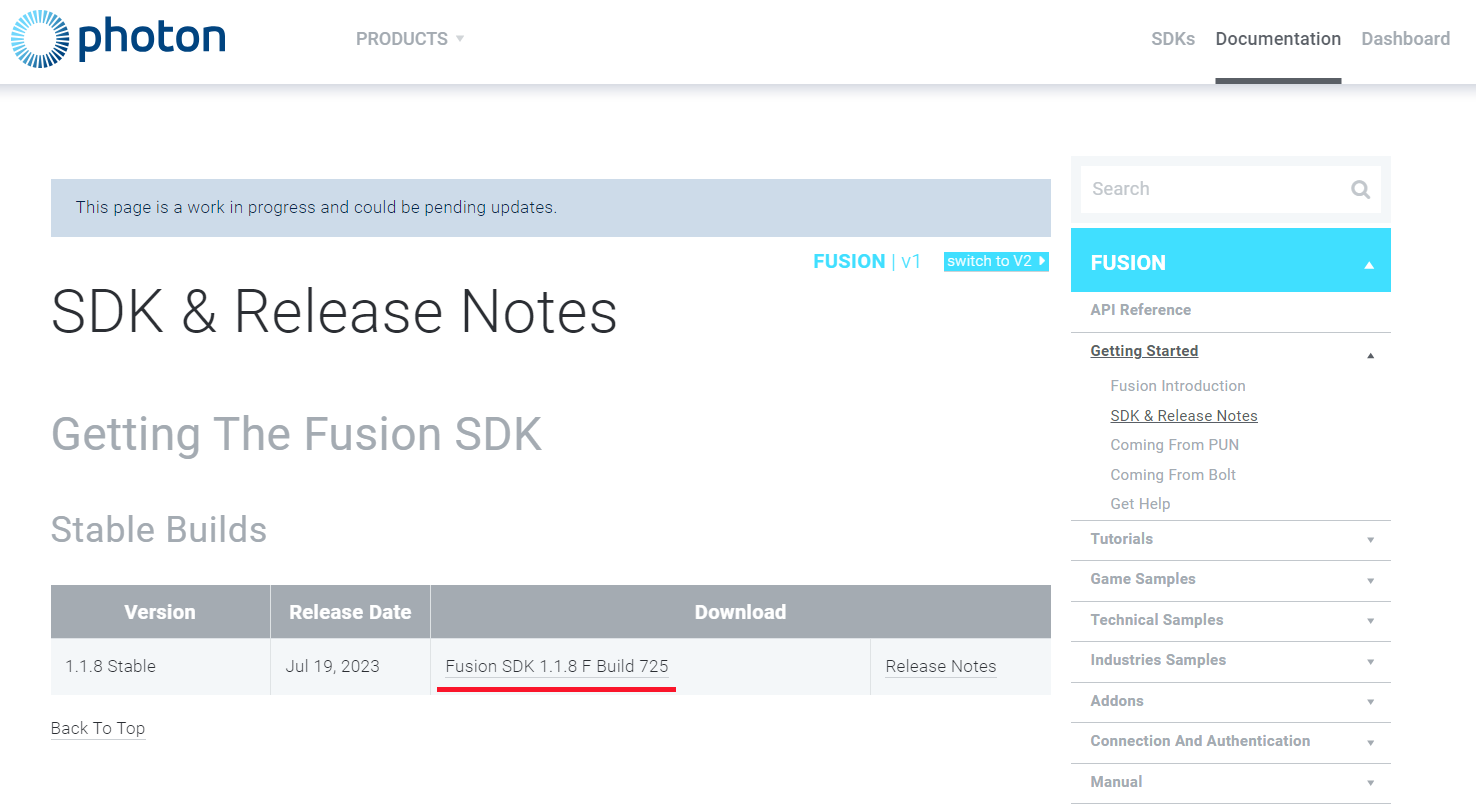 photon
PRODUCTS
SDKs
Documentation
Dashboard
This page is a work in progress and could be pending updates.
FUSION | v1
switch to V2
SDK & Release Notes
Getting The Fusion SDK
Stable Builds
Version
Release Date
Download
1.1.8 Stable
Jul 19, 2023
Fusion SDK 1.1.8 F Build 725
Release Notes
Back To Top
Search
FUSION
API Reference
Getting Started
Fusion Introduction
SDK & Release Notes
Coming From PUN
Coming From Bolt
Get Help
Tutorials
Game Samples
Technical Samples
Industries Samples
Addons
Connection And Authentication
Manual